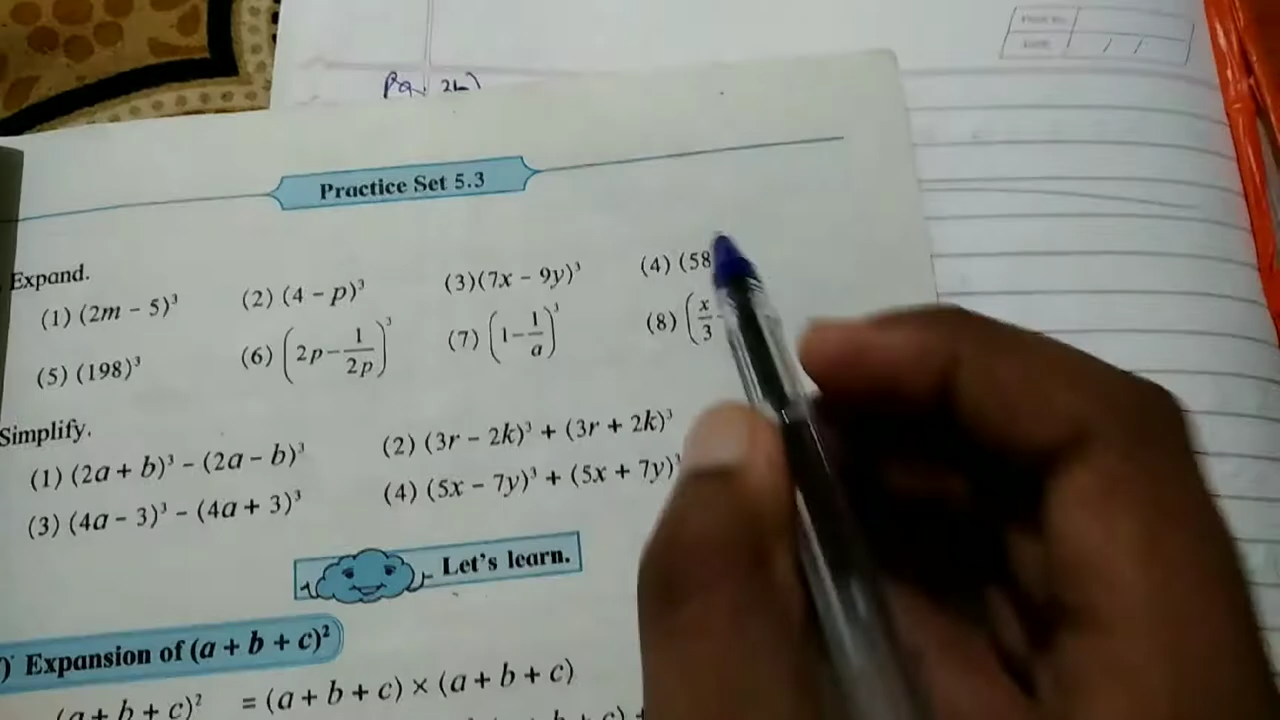 Practice Set 5.3
Expand.
(1) (2m − 5)³ (2) (4 − p)³ (3)(7x − 9y)³ (4) (58
(5) (198)³ (6) (2p − 1/2p)³ (7) (1 − 1/a)³ (8) (x/3
Simplify.
(1) (2a + b)³ − (2a − b)³ (2) (3r − 2k)³ + (3r + 2k)³
(3) (4a − 3)³ − (4a + 3)³ (4) (5x − 7y)³ + (5x + 7y)³
Let's learn.
) Expansion of (a + b + c)²
(a + b + c)² = (a + b + c) × (a + b + c)